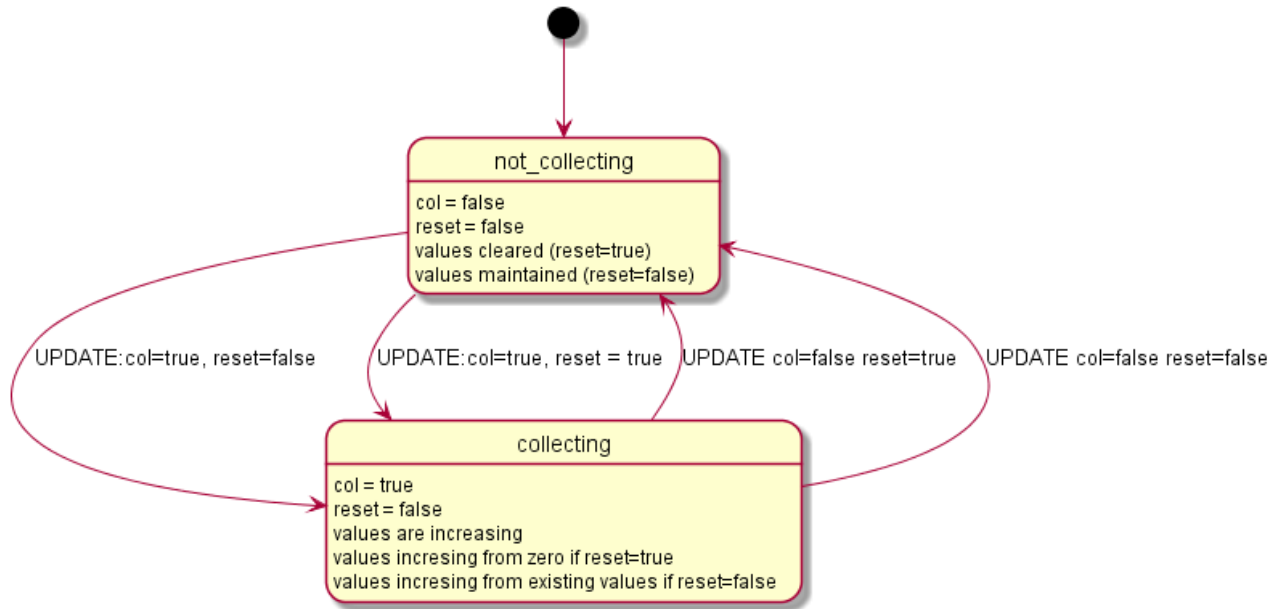 not_collecting
col = false
reset = false
values cleared (reset=true)
values maintained (reset=false)
UPDATE:col=true, reset=false
UPDATE:col=true, reset = true
UPDATE col=false reset=true
UPDATE col=false reset=false
collecting
col = true
reset = false
values are increasing
values incresing from zero if reset=true
values incresing from existing values if reset=false